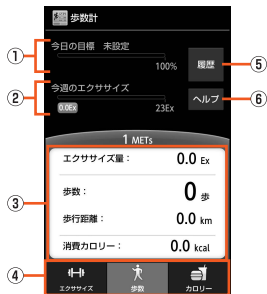 歩数計
① 今日の目標 未設定
100%
履歴 ⑤
② 今週のエクササイズ
0.0Ex
23Ex
ヘルプ ⑥
1 METs
③
エクササイズ量： 0.0 Ex
歩数： 0 歩
歩行距離： 0.0 km
消費カロリー： 0.0 kcal
④ エクササイズ 歩数 カロリー